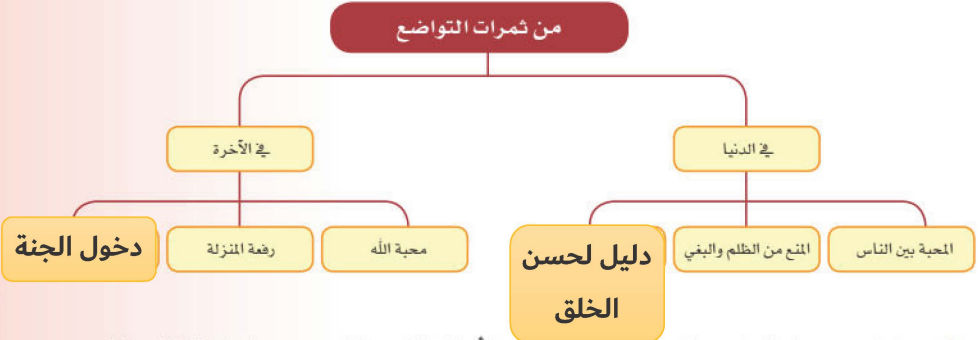 من ثمرات التواضع
في الدنيا
في الآخرة
المحبة بين الناس
المنع من الظلم والبغي
دليل لحسن
الخلق
محبة الله
رفعة المنزلة
دخول الجنة